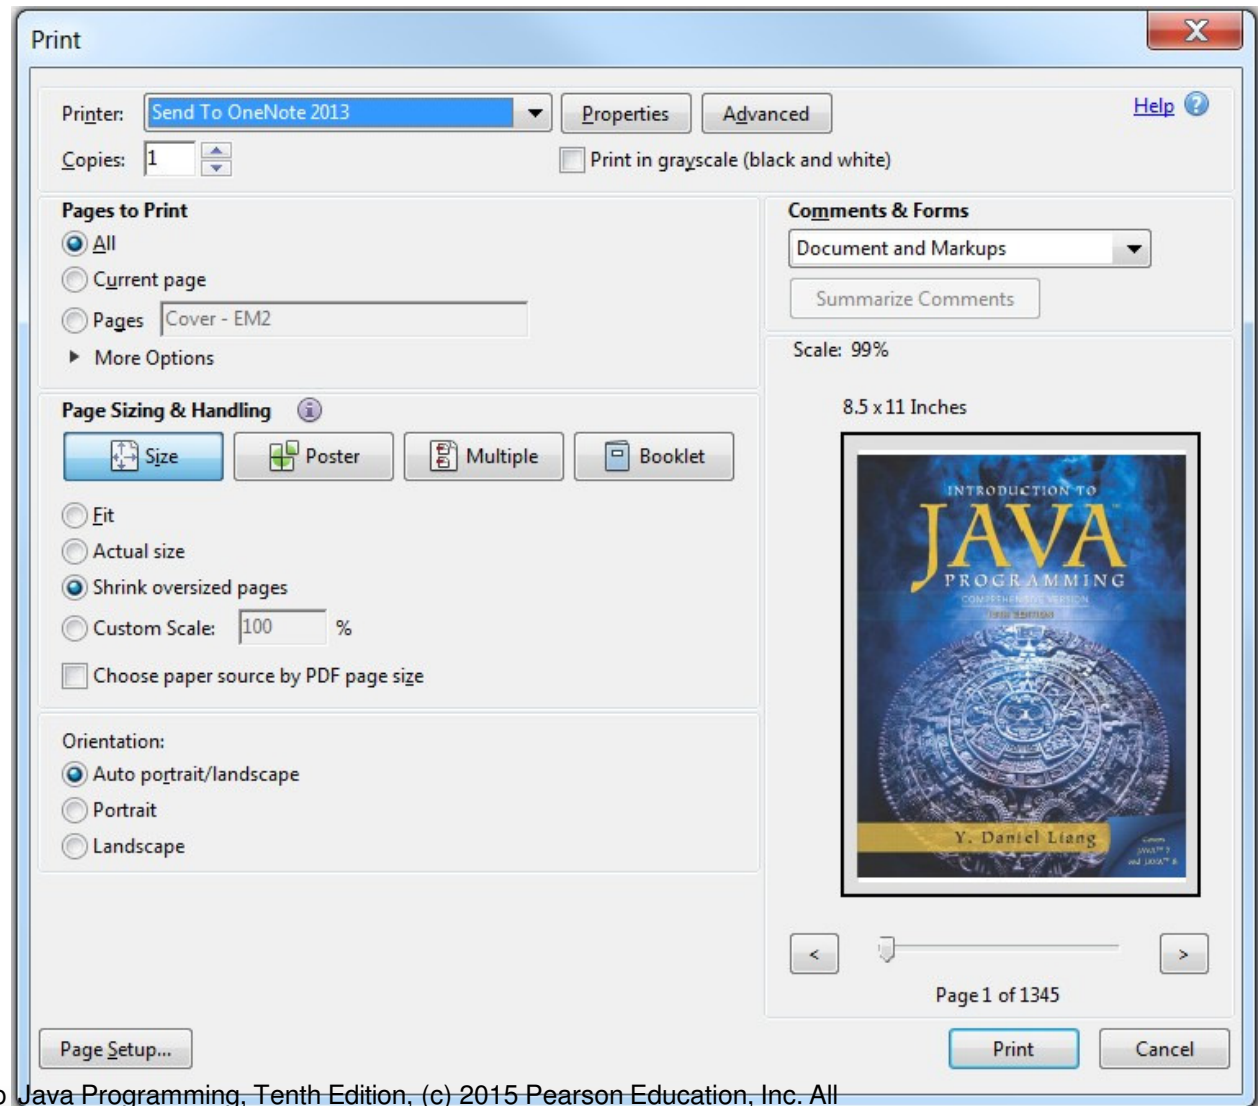 Print
Printer: Send To OneNote 2013 Properties Advanced Help
Copies: 1 Print in grayscale (black and white)
Pages to Print
All
Current page
Pages Cover - EM2
More Options
Page Sizing & Handling
Size Poster Multiple Booklet
Fit
Actual size
Shrink oversized pages
Custom Scale: 100 %
Choose paper source by PDF page size
Orientation:
Auto portrait/landscape
Portrait
Landscape
Comments & Forms
Document and Markups
Summarize Comments
Scale: 99%
8.5 x 11 Inches
INTRODUCTION TO
JAVA
PROGRAMMING
COMPREHENSIVE VERSION
Y. Daniel Liang
JAVA™ 7
and JAVA™ 8
<
>
Page 1 of 1345
Page Setup... Print Cancel
Java Programming, Tenth Edition, (c) 2015 Pearson Education, Inc. All